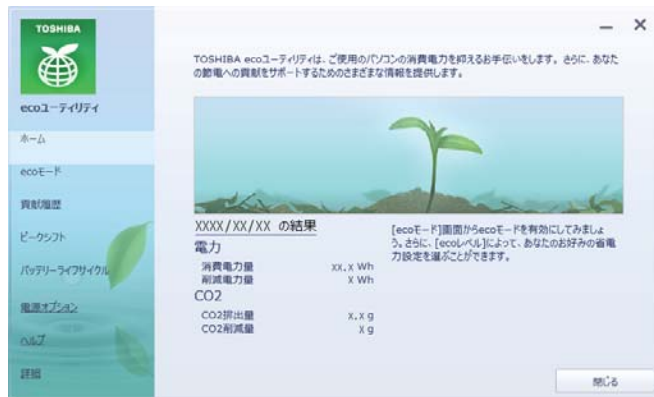 TOSHIBA
ecoユーティリティ
ホーム
ecoモード
貢献履歴
ピークシフト
バッテリーライフサイクル
電源オプション
ヘルプ
詳細
TOSHIBA ecoユーティリティは、ご使用のパソコンの消費電力を抑えるお手伝いをします。さらに、あなた
の節電への貢献をサポートするためのさまざまな情報を提供します。
XXXX/XX/XX の結果
電力
消費電力量 xx.x Wh
削減電力量 X Wh
CO2
CO2排出量 x.x g
CO2削減量 X g
[ecoモード]画面からecoモードを有効にしてみましょ
う。さらに、[ecoレベル]によって、あなたのお好みの省電
力設定を選ぶことができます。
閉じる